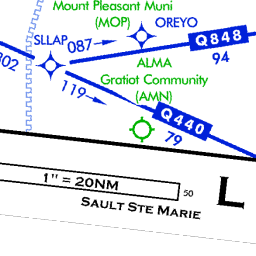 Mount Pleasant Muni
(MOP)
OREYO
SLLAP
087
Q848
94
302
ALMA
Gratiot Community
(AMN)
119
Q440
79
1" = 20NM
50
L
SAULT STE MARIE